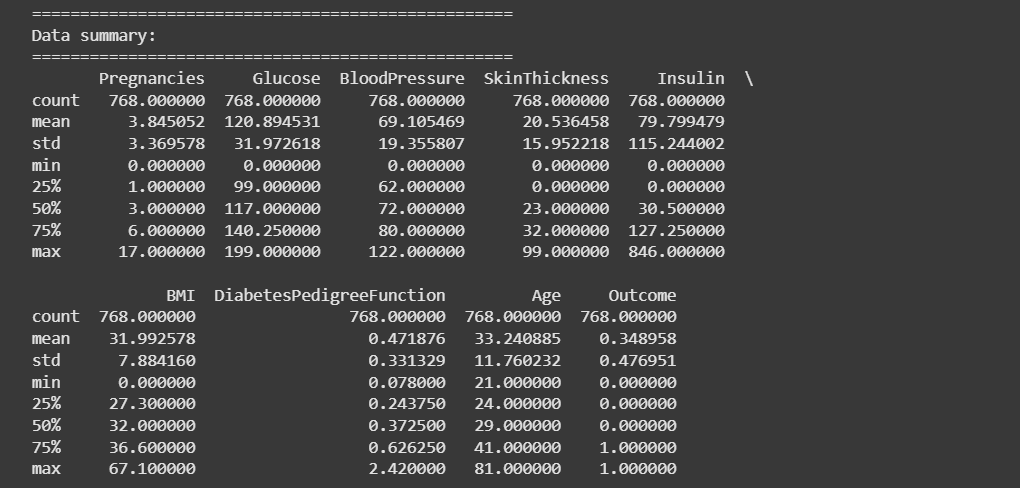 ==================================================
Data summary:
==================================================
       Pregnancies     Glucose  BloodPressure  SkinThickness     Insulin  \
count   768.000000  768.000000     768.000000     768.000000  768.000000
mean      3.845052  120.894531      69.105469      20.536458   79.799479
std       3.369578   31.972618      19.355807      15.952218  115.244002
min       0.000000    0.000000       0.000000       0.000000    0.000000
25%       1.000000   99.000000      62.000000       0.000000    0.000000
50%       3.000000  117.000000      72.000000      23.000000   30.500000
75%       6.000000  140.250000      80.000000      32.000000  127.250000
max      17.000000  199.000000     122.000000      99.000000  846.000000

              BMI  DiabetesPedigreeFunction         Age     Outcome
count  768.000000                768.000000  768.000000  768.000000
mean    31.992578                  0.471876   33.240885    0.348958
std      7.884160                  0.331329   11.760232    0.476951
min      0.000000                  0.078000   21.000000    0.000000
25%     27.300000                  0.243750   24.000000    0.000000
50%     32.000000                  0.372500   29.000000    0.000000
75%     36.600000                  0.626250   41.000000    1.000000
max     67.100000                  2.420000   81.000000    1.000000